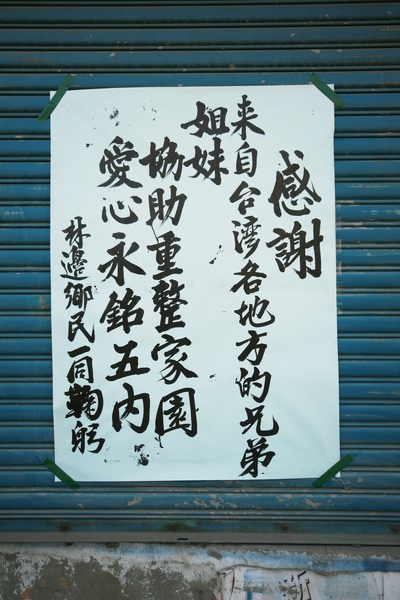 感謝
来自台湾各地方的兄弟
姐妹
協助重整家園
愛心永銘五內
林邊鄉民一同鞠躬